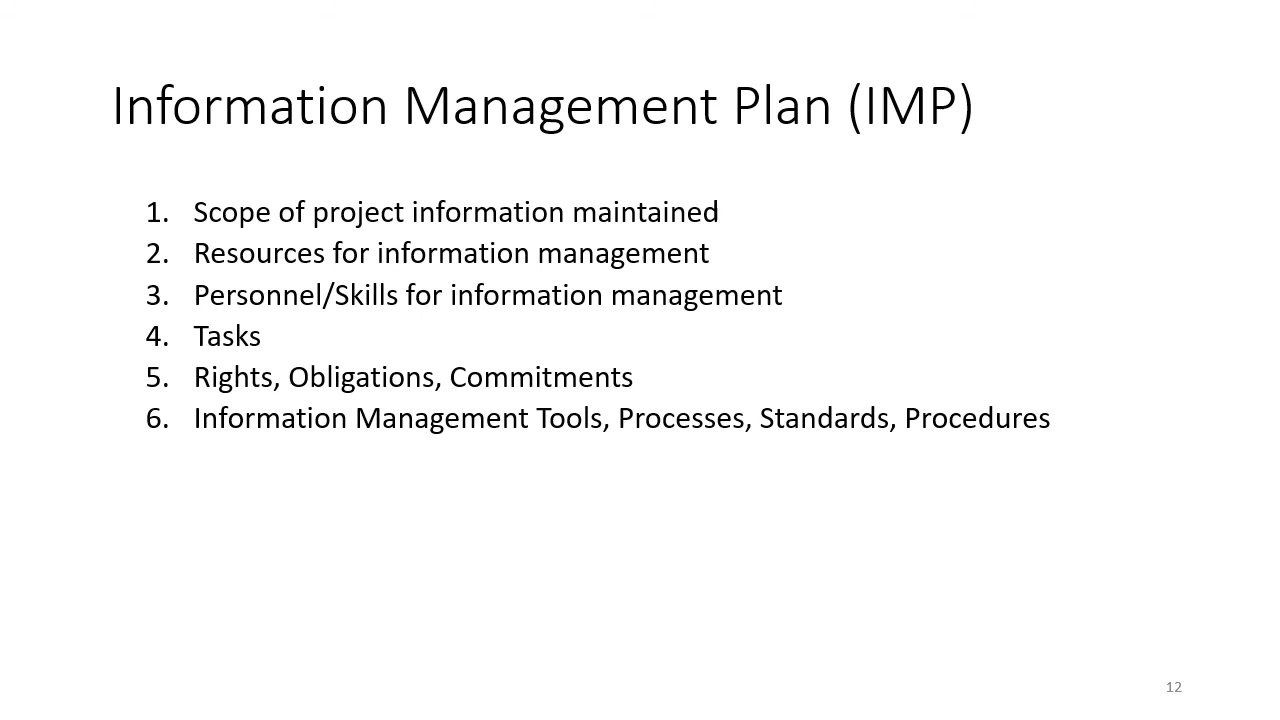 Information Management Plan (IMP)
1. Scope of project information maintained
2. Resources for information management
3. Personnel/Skills for information management
4. Tasks
5. Rights, Obligations, Commitments
6. Information Management Tools, Processes, Standards, Procedures
12